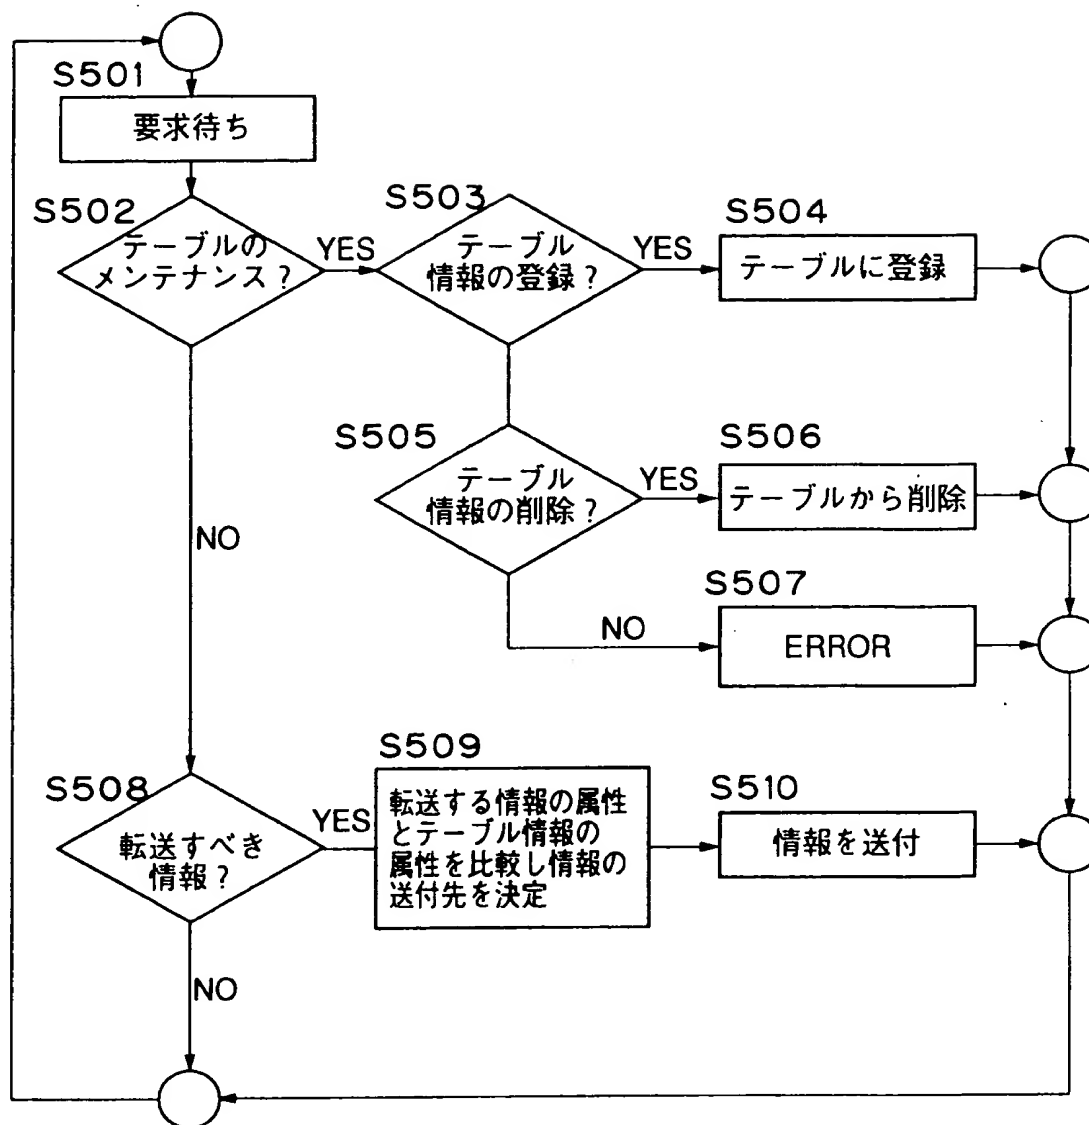 S501
要求待ち
S502
テーブルの
メンテナンス？
YES
S503
テーブル
情報の登録？
YES
S504
テーブルに登録
S505
テーブル
情報の削除？
YES
S506
テーブルから削除
NO
S507
NO
ERROR
S508
転送すべき
情報？
YES
S509
転送する情報の属性
とテーブル情報の
属性を比較し情報の
送付先を決定
S510
情報を送付
NO